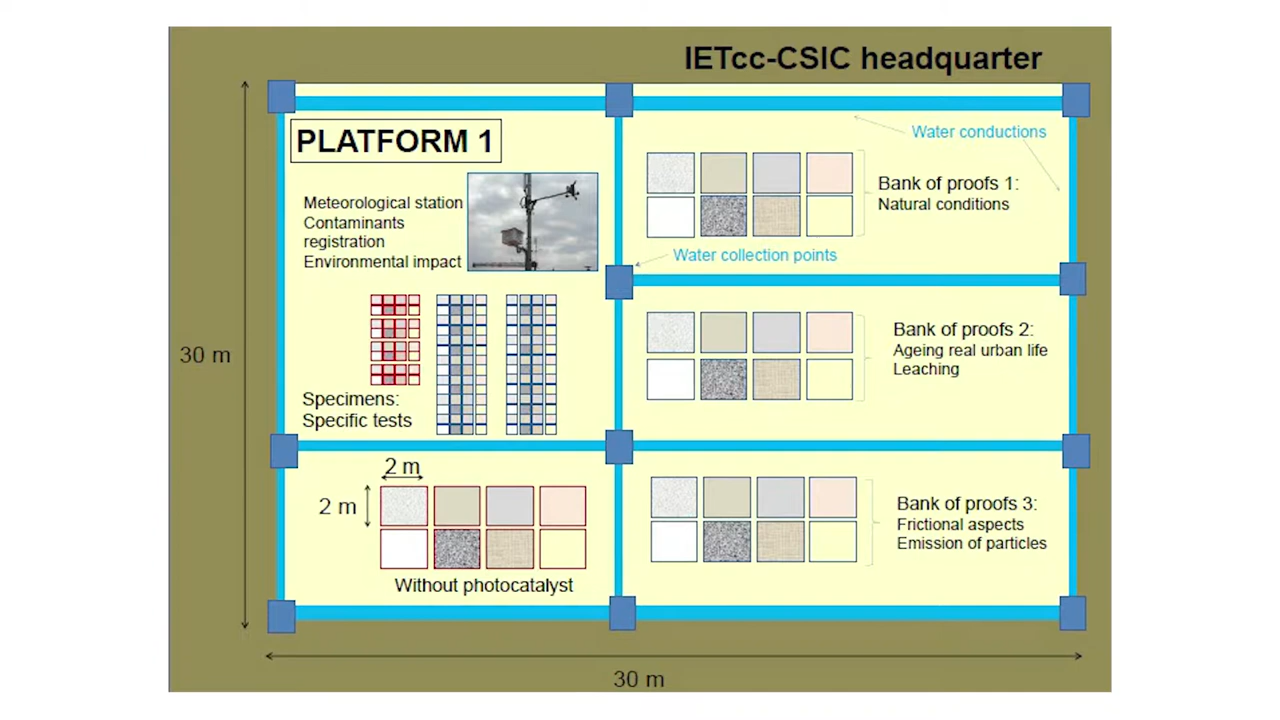 IETcc-CSIC headquarter
PLATFORM 1
Water conductions
Meteorological station
Contaminants
registration
Environmental impact
Bank of proofs 1:
Natural conditions
Water collection points
30 m
Bank of proofs 2:
Ageing real urban life
Leaching
Specimens:
Specific tests
2 m
2 m
Without photocatalyst
Bank of proofs 3:
Frictional aspects
Emission of particles
30 m